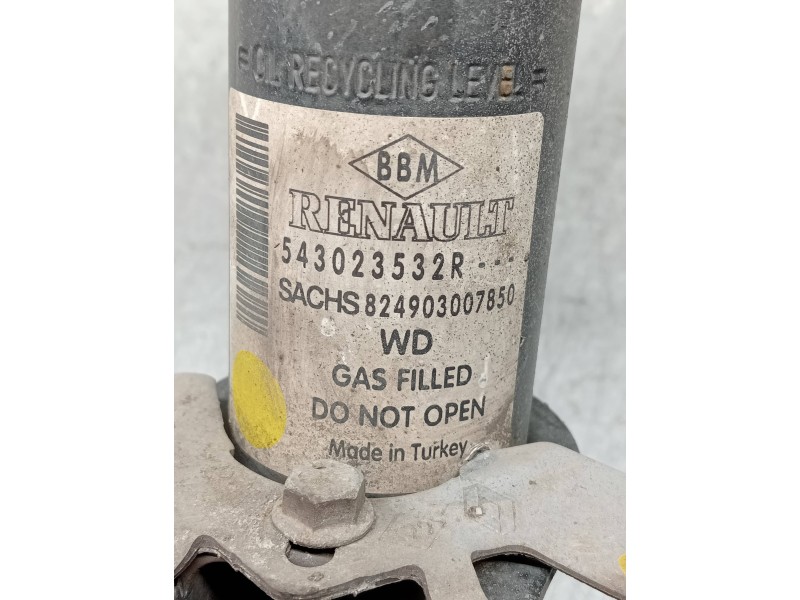 = OIL RECYCLING LEVEL =
BBM
RENAULT
543023532R----
SACHS 824903007850
WD
GAS FILLED
DO NOT OPEN
Made in Turkey